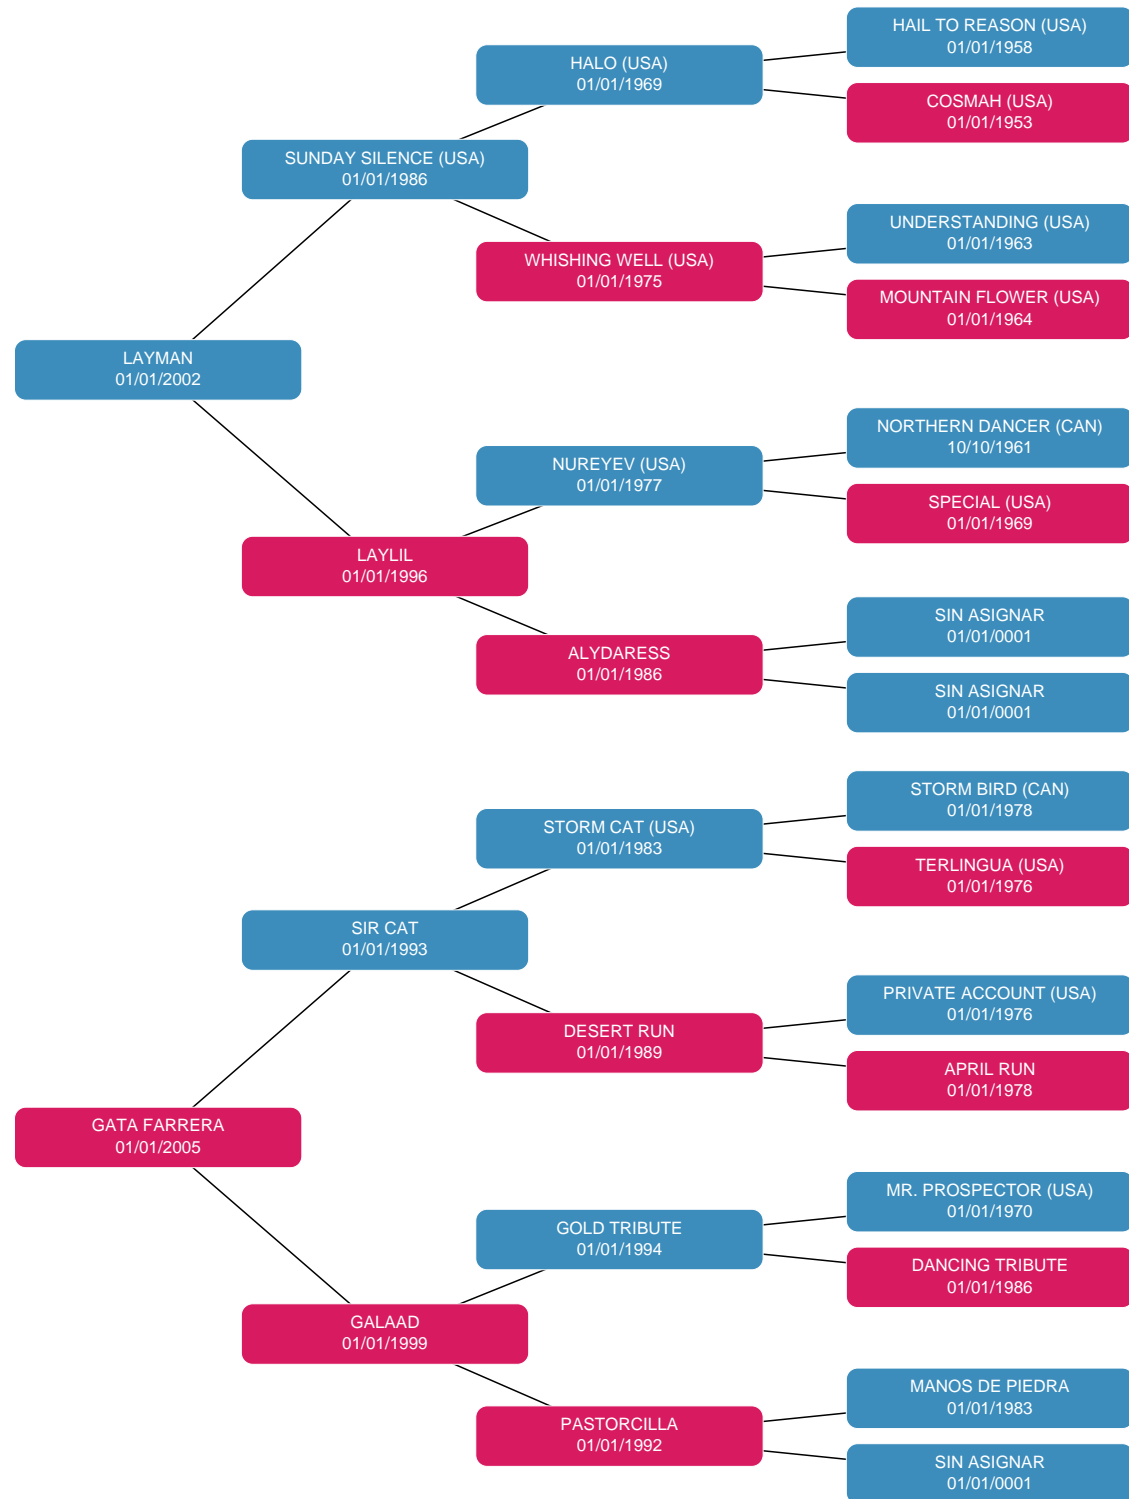 HAIL TO REASON (USA)
01/01/1958
HALO (USA)
01/01/1969
COSMAH (USA)
01/01/1953
SUNDAY SILENCE (USA)
01/01/1986
UNDERSTANDING (USA)
01/01/1963
WHISHING WELL (USA)
01/01/1975
MOUNTAIN FLOWER (USA)
01/01/1964
LAYMAN
01/01/2002
NORTHERN DANCER (CAN)
10/10/1961
NUREYEV (USA)
01/01/1977
SPECIAL (USA)
01/01/1969
LAYLIL
01/01/1996
SIN ASIGNAR
01/01/0001
ALYDARESS
01/01/1986
SIN ASIGNAR
01/01/0001
STORM BIRD (CAN)
01/01/1978
STORM CAT (USA)
01/01/1983
TERLINGUA (USA)
01/01/1976
SIR CAT
01/01/1993
PRIVATE ACCOUNT (USA)
01/01/1976
DESERT RUN
01/01/1989
APRIL RUN
01/01/1978
GATA FARRERA
01/01/2005
MR. PROSPECTOR (USA)
01/01/1970
GOLD TRIBUTE
01/01/1994
DANCING TRIBUTE
01/01/1986
GALAAD
01/01/1999
MANOS DE PIEDRA
01/01/1983
PASTORCILLA
01/01/1992
SIN ASIGNAR
01/01/0001